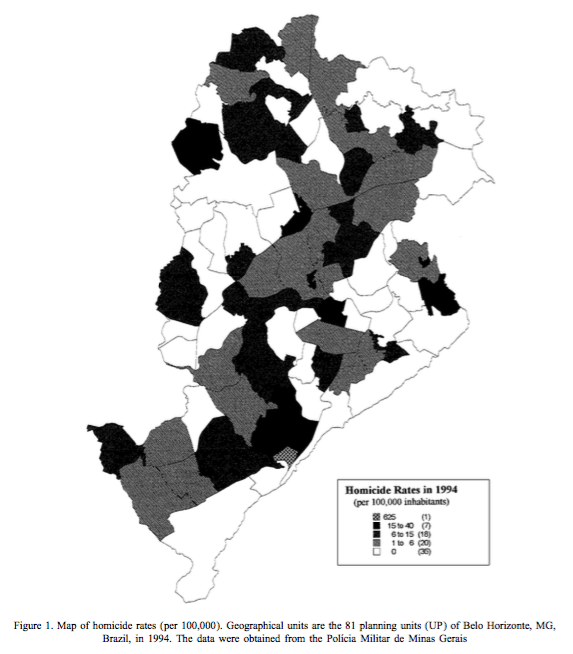 Homicide Rates in 1994
(per 100,000 inhabitants)
625 (1)
15 to 40 (7)
6 to 15 (18)
1 to 6 (20)
0 (35)
Figure 1. Map of homicide rates (per 100,000). Geographical units are the 81 planning units (UP) of Belo Horizonte, MG,
Brazil, in 1994. The data were obtained from the Polícia Militar de Minas Gerais